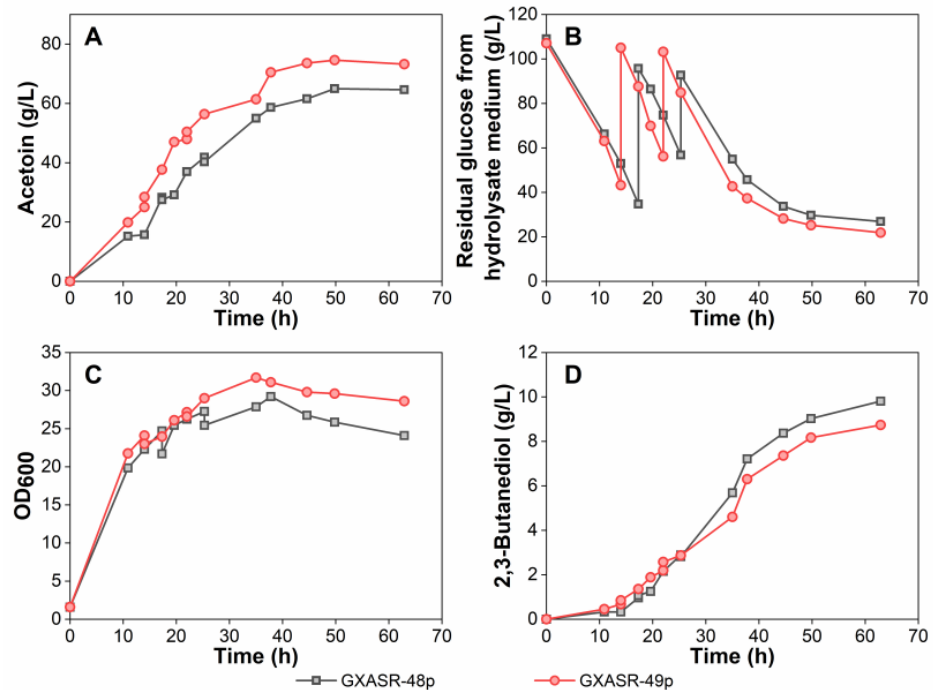 A
Acetoin (g/L)
80
60
40
20
0
0 10 20 30 40 50 60 70
Time (h)
B
Residual glucose from
hydrolysate medium (g/L)
120
100
80
60
40
20
0
0 10 20 30 40 50 60 70
Time (h)
C
OD600
35
30
25
20
15
10
5
0
0 10 20 30 40 50 60 70
Time (h)
D
2,3-Butanediol (g/L)
12
10
8
6
4
2
0
0 10 20 30 40 50 60 70
Time (h)
GXASR-48p GXASR-49p